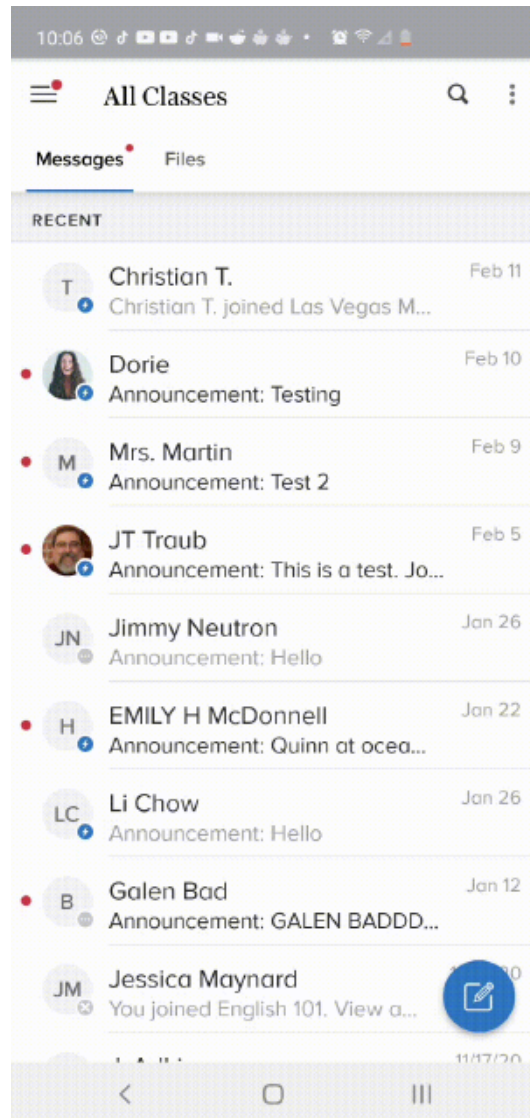 10:06
All Classes
Messages Files
RECENT
T Christian T. Feb 11
Christian T. joined Las Vegas M...
Dorie Feb 10
Announcement: Testing
M Mrs. Martin Feb 9
Announcement: Test 2
JT Traub Feb 5
Announcement: This is a test. Jo...
JN Jimmy Neutron Jan 26
Announcement: Hello
H EMILY H McDonnell Jan 22
Announcement: Quinn at ocea...
LC Li Chow Jan 26
Announcement: Hello
B Galen Bad Jan 12
Announcement: GALEN BADDD...
JM Jessica Maynard
You joined English 101. View a...
11/17/20